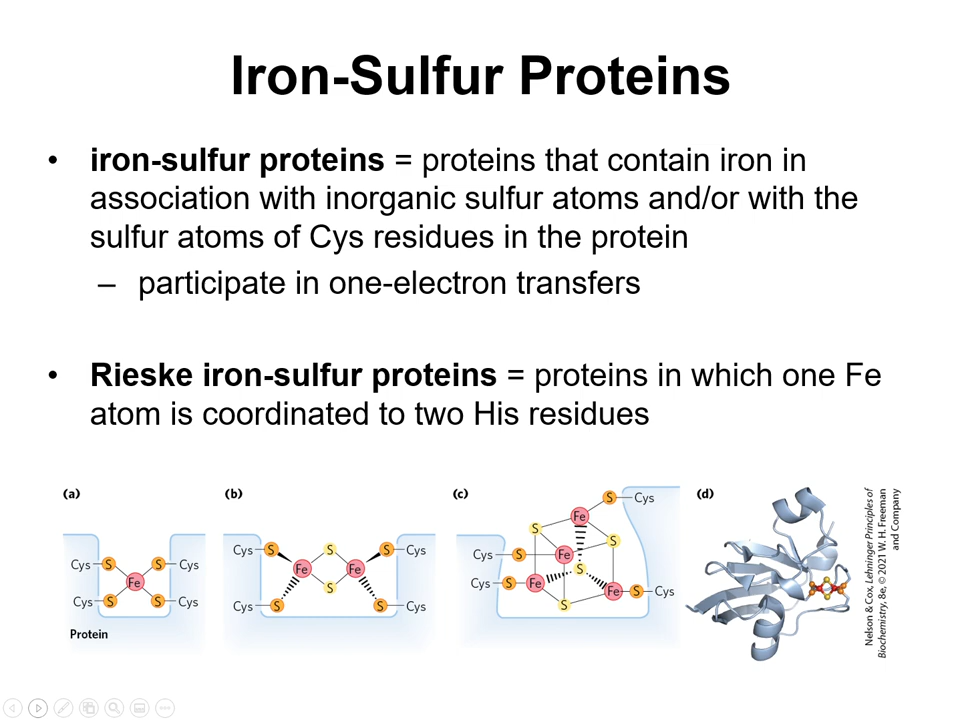 Iron-Sulfur Proteins
• iron-sulfur proteins = proteins that contain iron in
association with inorganic sulfur atoms and/or with the
sulfur atoms of Cys residues in the protein
– participate in one-electron transfers
• Rieske iron-sulfur proteins = proteins in which one Fe
atom is coordinated to two His residues
(a)
Cys S S Cys
Fe
Cys S S Cys
Protein
(b)
Cys S S S Cys
Fe Fe
S
Cys S S Cys
(c)
S Cys
Fe
S
S
Cys S Fe
S
Cys S Fe
Fe S Cys
S
(d)
Nelson & Cox, Lehninger Principles of
Biochemistry, 8e, © 2021 W. H. Freeman
and Company